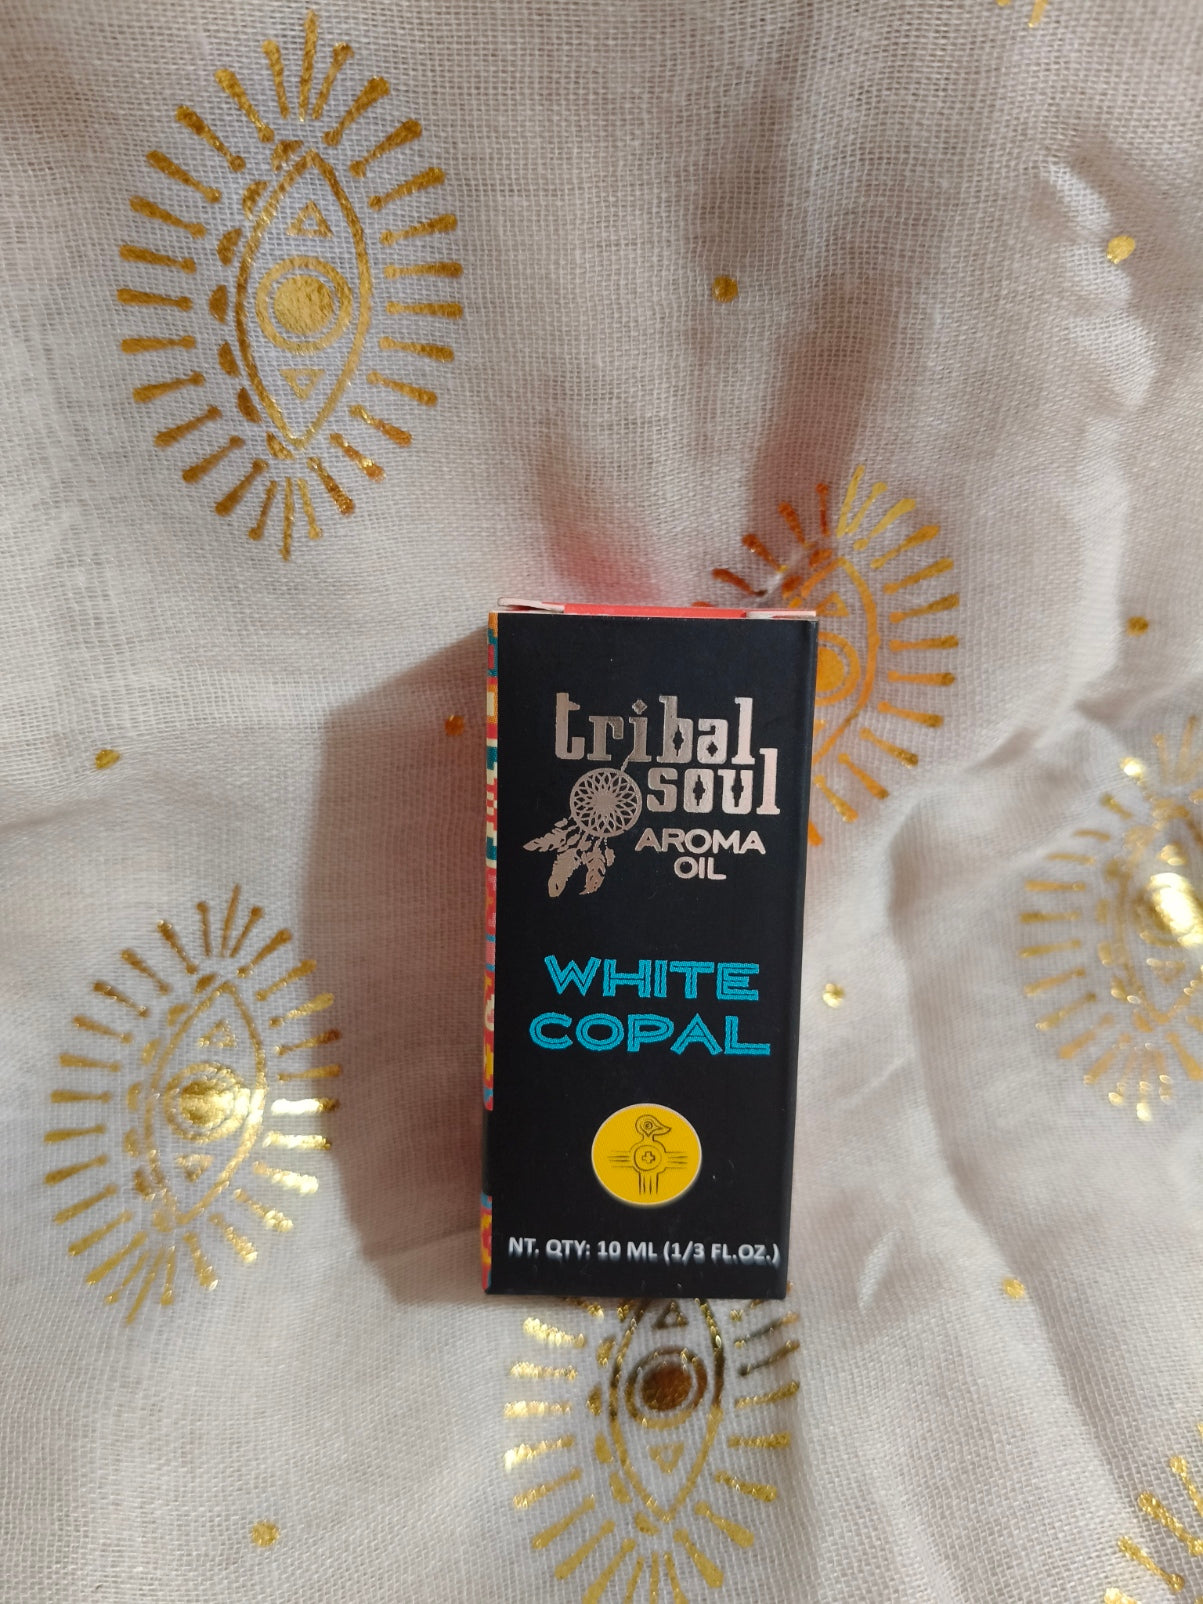 tribal
soul
AROMA
OIL
WHITE
COPAL
NT. QTY: 10 ML (1/3 FL.OZ.)